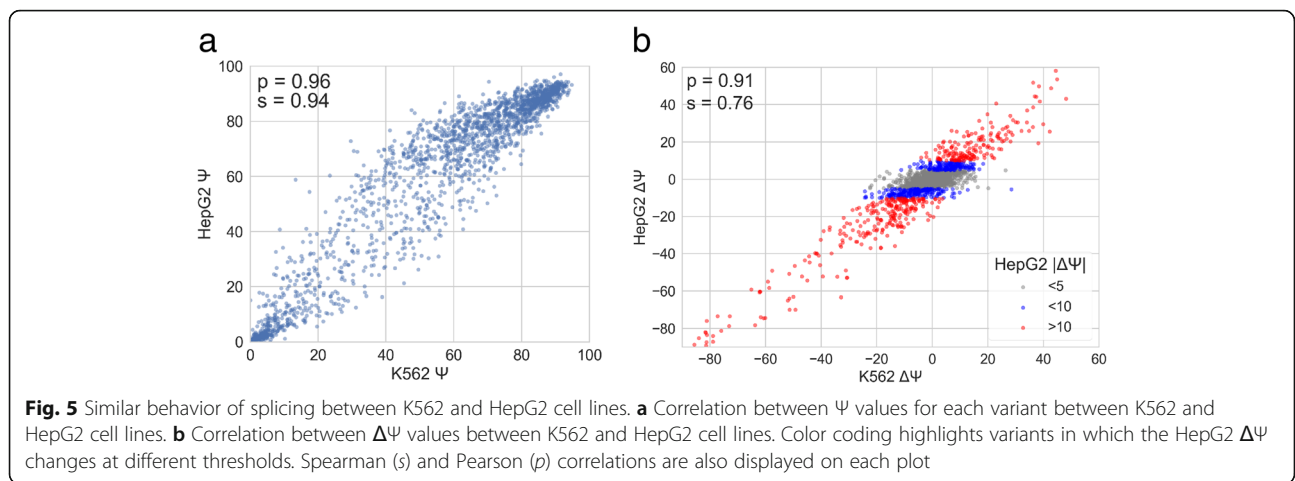 a
p = 0.96
s = 0.94
100
80
60
40
20
0
HepG2 Ψ
0 20 40 60 80 100
K562 Ψ
b
p = 0.91
s = 0.76
60
40
20
0
−20
−40
−60
−80
HepG2 ΔΨ
HepG2 |ΔΨ|
<5
<10
>10
−80 −60 −40 −20 0 20 40 60
K562 ΔΨ
Fig. 5 Similar behavior of splicing between K562 and HepG2 cell lines. a Correlation between Ψ values for each variant between K562 and
HepG2 cell lines. b Correlation between ΔΨ values between K562 and HepG2 cell lines. Color coding highlights variants in which the HepG2 ΔΨ
changes at different thresholds. Spearman (s) and Pearson (p) correlations are also displayed on each plot